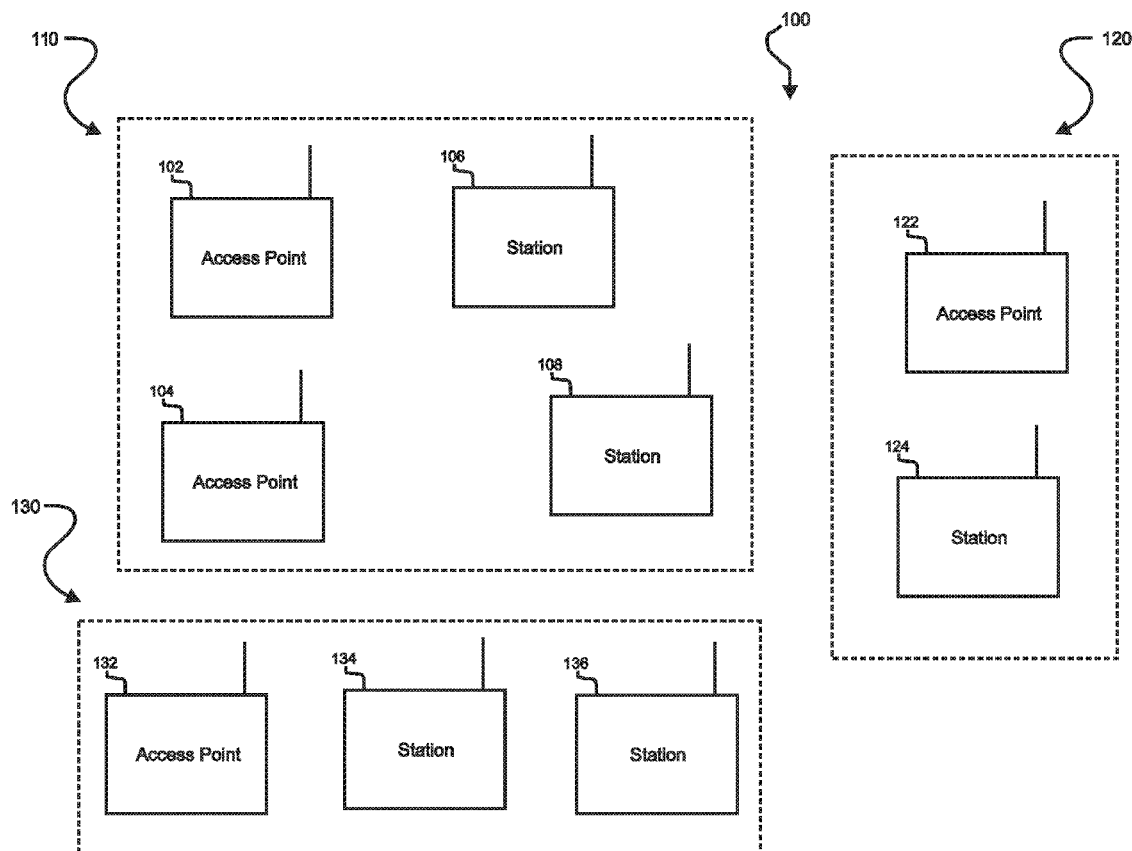 100
110
120
102
106
Access Point
Station
122
Access Point
104
108
Access Point
Station
124
Station
130
132
134
136
Access Point
Station
Station